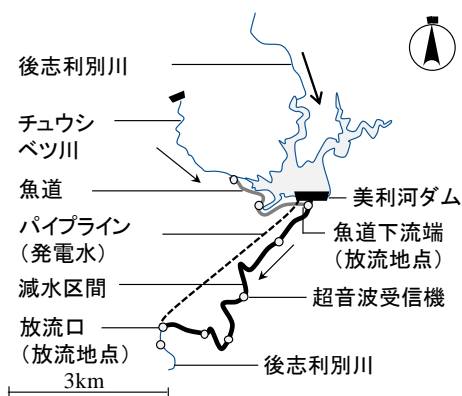 後志利別川
チュウシ
ベツ川
魚道
パイプライン
(発電水)
減水区間
放流口
(放流地点)
3km
美利河ダム
魚道下流端
(放流地点)
超音波受信機
後志利別川